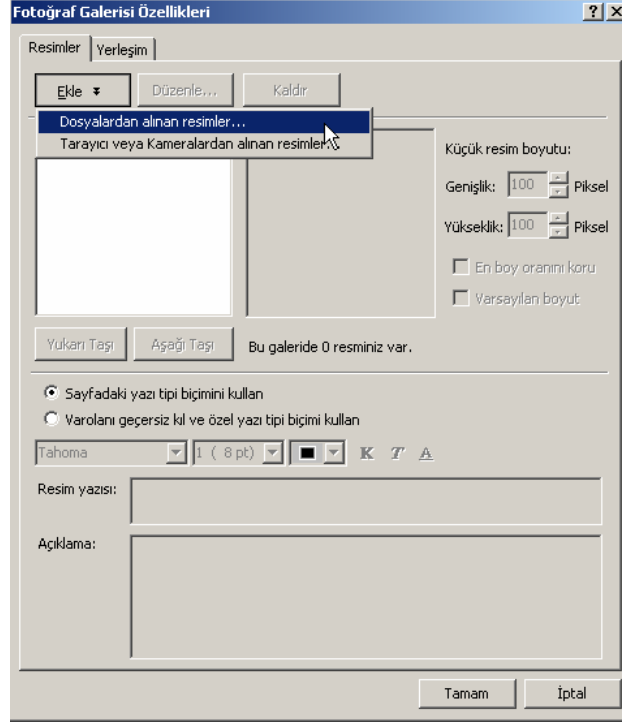 Fotoğraf Galerisi Özellikleri
Resimler Yerleşim
Ekle Düzenle... Kaldır
Dosyalardan alınan resimler...
Tarayıcı veya Kameralardan alınan resimler...
Küçük resim boyutu:
Genişlik: 100 Piksel
Yükseklik: 100 Piksel
En boy oranını koru
Varsayılan boyut
Yukarı Taşı Aşağı Taşı Bu galeride 0 resminiz var.
Sayfadaki yazı tipi biçimini kullan
Varolanı geçersiz kıl ve özel yazı tipi biçimi kullan
Tahoma 1 ( 8 pt) K T A
Resim yazısı:
Açıklama:
Tamam İptal